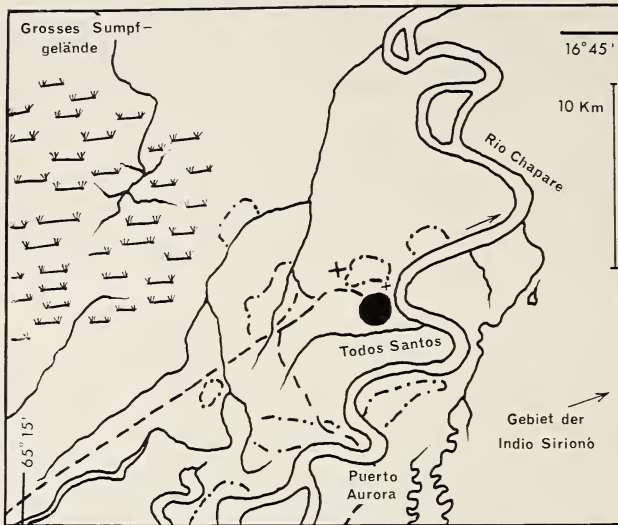 Grosses Sumpf-
gelände
16°45'
10 Km
Rio Chapare
Todos Santos
Gebiet der
Indio Sirionó
Puerto
Aurora
65°15'